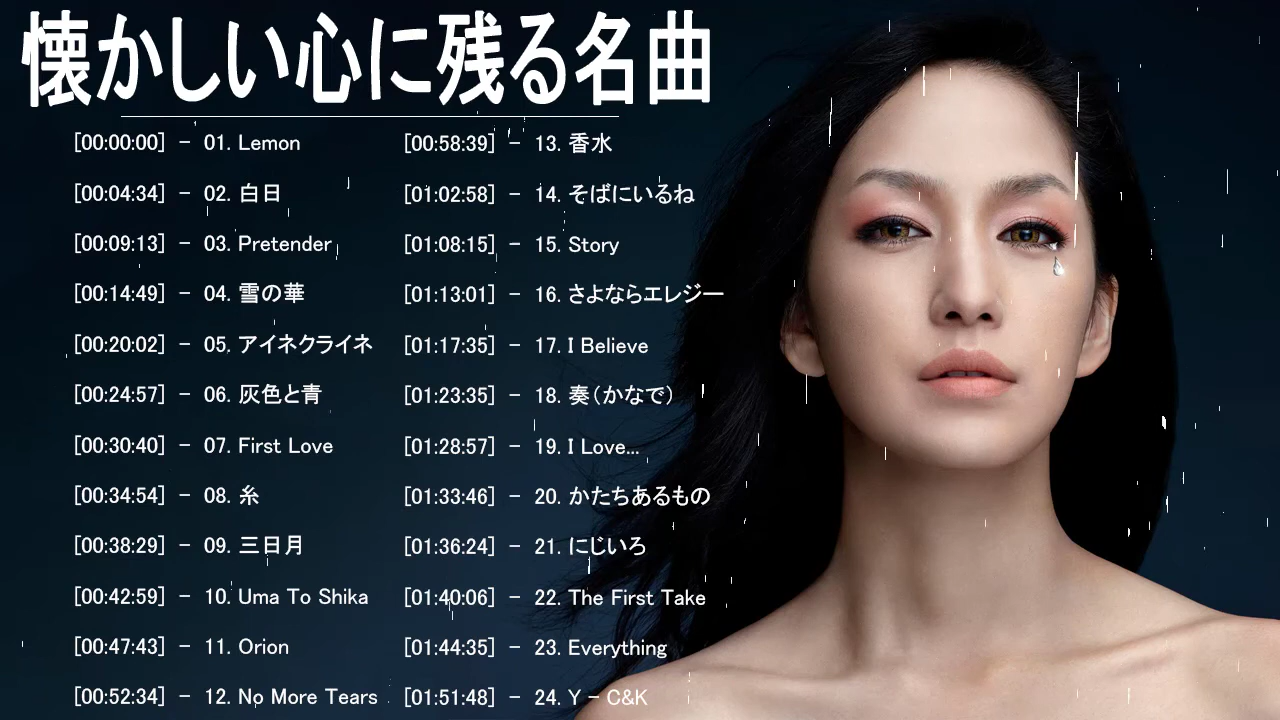 懐かしい心に残る名曲
[00:00:00] - 01. Lemon
[00:04:34] - 02. 白日
[00:09:13] - 03. Pretender
[00:14:49] - 04. 雪の華
[00:20:02] - 05. アイネクライネ
[00:24:57] - 06. 灰色と青
[00:30:40] - 07. First Love
[00:34:54] - 08. 糸
[00:38:29] - 09. 三日月
[00:42:59] - 10. Uma To Shika
[00:47:43] - 11. Orion
[00:52:34] - 12. No More Tears
[00:58:39] - 13. 香水
[01:02:58] - 14. そばにいるね
[01:08:15] - 15. Story
[01:13:01] - 16. さよならエレジー
[01:17:35] - 17. I Believe
[01:23:35] - 18. 奏(かなで)
[01:28:57] - 19. I Love...
[01:33:46] - 20. かたちあるもの
[01:36:24] - 21. にじいろ
[01:40:06] - 22. The First Take
[01:44:35] - 23. Everything
[01:51:48] - 24. Y - C&K